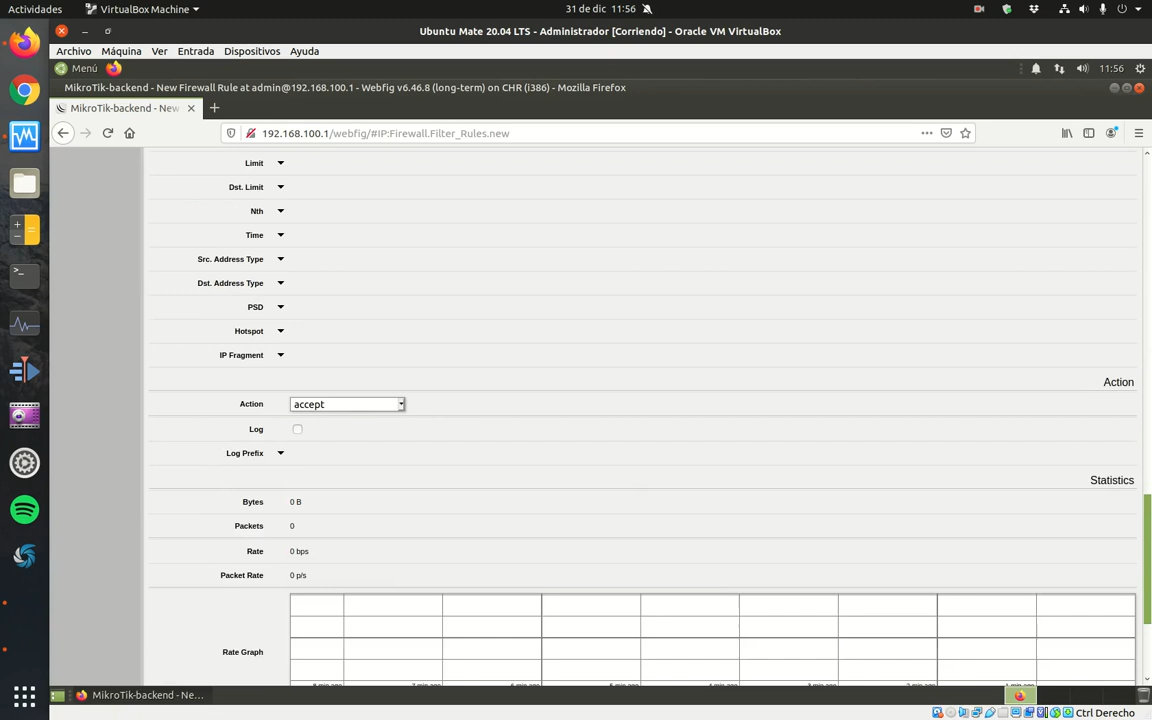 Actividades
VirtualBox Machine
31 de dic 11:56
Ubuntu Mate 20.04 LTS - Administrador [Corriendo] - Oracle VM VirtualBox
Archivo Máquina Ver Entrada Dispositivos Ayuda
Menú
11:56
MikroTik-backend - New Firewall Rule at admin@192.168.100.1 - Webfig v6.46.8 (long-term) on CHR (i386) - Mozilla Firefox
MikroTik-backend - New
192.168.100.1/webfig/#IP:Firewall.Filter_Rules.new
Limit
Dst. Limit
Nth
Time
Src. Address Type
Dst. Address Type
PSD
Hotspot
IP Fragment
Action
Action accept
Log
Log Prefix
Statistics
Bytes 0 B
Packets 0
Rate 0 bps
Packet Rate 0 p/s
Rate Graph
MikroTik-backend - Ne...
Ctrl Derecho